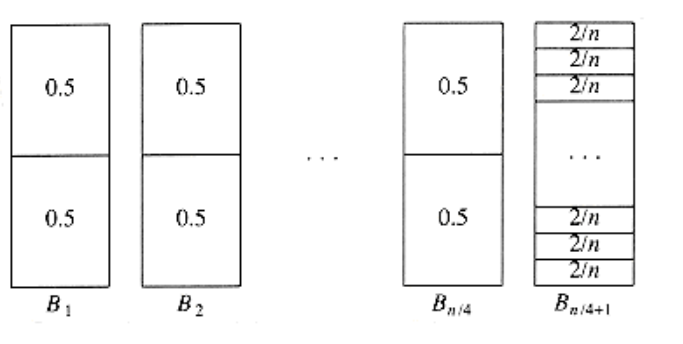 2/n
2/n
0.5 0.5 0.5 2/n
. . . . . .
0.5 0.5 0.5 2/n
2/n
2/n
B₁ B₂ Bₙ/₄ Bₙ/₄₊₁